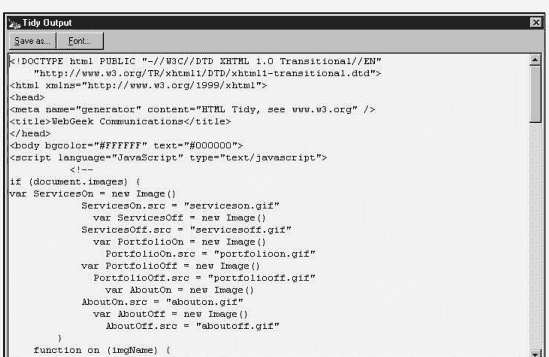 Tidy Output
Save as... Font...
<!DOCTYPE html PUBLIC "-//W3C//DTD XHTML 1.0 Transitional//EN"
"http://www.w3.org/TR/xhtml1/DTD/xhtml1-transitional.dtd">
<html xmlns="http://www.w3.org/1999/xhtml">
<head>
<meta name="generator" content="HTML Tidy, see www.w3.org" />
<title>WebGeek Communications</title>
</head>
<body bgcolor="#FFFFFF" text="#000000">
<script language="JavaScript" type="text/javascript">
<!--
if (document.images) {
var ServicesOn = new Image()
ServicesOn.src = "serviceson.gif"
var ServicesOff = new Image()
ServicesOff.src = "servicesoff.gif"
var PortfolioOn = new Image()
PortfolioOn.src = "portfolioon.gif"
var PortfolioOff = new Image()
PortfolioOff.src = "portfoliooff.gif"
var AboutOn = new Image()
AboutOn.src = "abouton.gif"
var AboutOff = new Image()
AboutOff.src = "aboutoff.gif"
}
function on (imgName) {